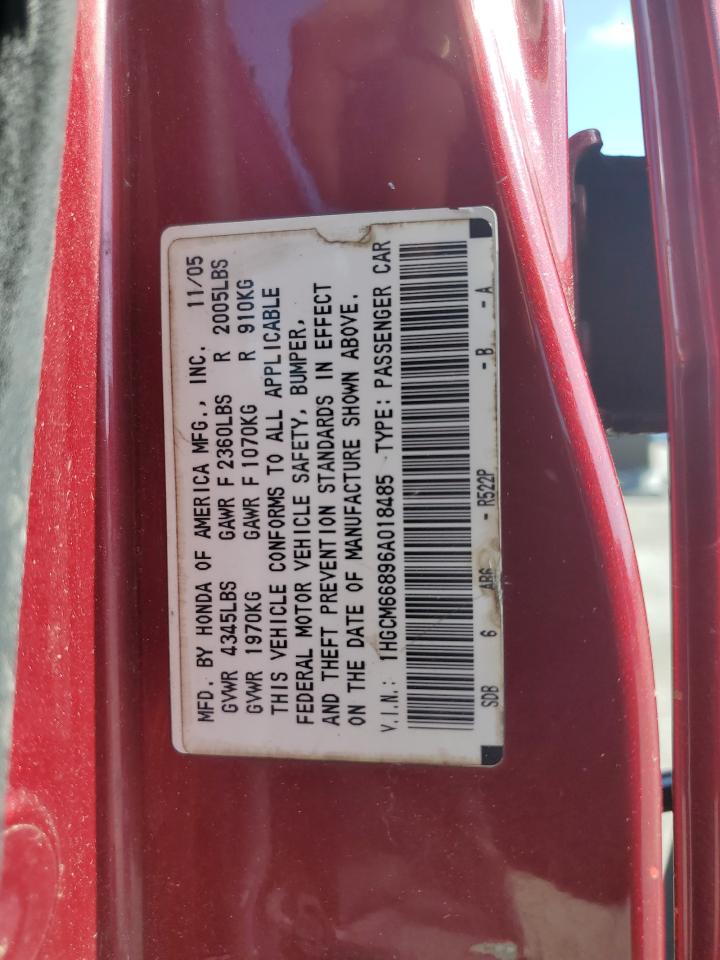 MFD. BY HONDA OF AMERICA MFG., INC. 11/05
GVWR 4345LBS GAWR F 2360LBS R 2005LBS
GVWR 1970KG GAWR F 1070KG R 910KG
THIS VEHICLE CONFORMS TO ALL APPLICABLE
FEDERAL MOTOR VEHICLE SAFETY, BUMPER,
AND THEFT PREVENTION STANDARDS IN EFFECT
ON THE DATE OF MANUFACTURE SHOWN ABOVE.
V.I.N.: 1HGCM66896A018485 TYPE: PASSENGER CAR
SDB 6 AB6 - R522P - B - A